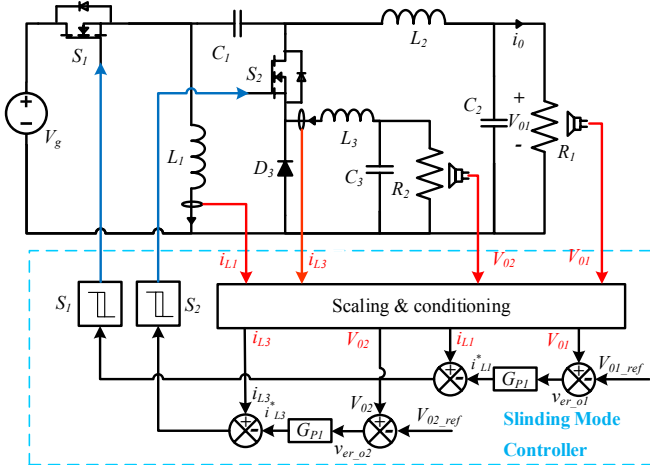 S1
C1
L2
i0
S2
Vg
L1
L3
C2
+
V01
-
R1
D3
C3
R2
iL1
iL3
V02
V01
S1
S2
Scaling & conditioning
iL3
V02
iL1
V01
i*L1
GP1
V01_ref
ver_o1
iL3
i*L3
V02
GP1
V02_ref
ver_o2
Slinding Mode
Controller